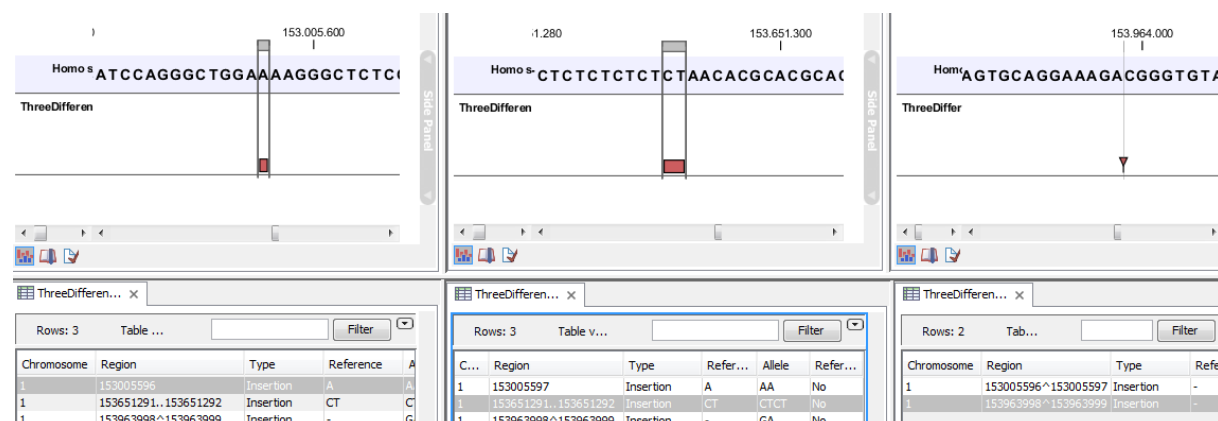 153.005.600
Homo s
ATCCAGGGCTGGAAAAGGGCTCTC
ThreeDifferen
Side Panel
1.280
153.651.300
Homo s
CTCTCTCTCTCTAACACGCACGCAC
ThreeDifferen
Side Panel
153.964.000
Homo
AGTGCAGGAAAGACGGGTGTA
ThreeDiffer
ThreeDifferen...
Rows: 3 Table ... Filter
Chromosome Region Type Reference A
1 153005596 Insertion A A
1 153651291..153651292 Insertion CT C
1 153963998^153963999 Insertion - G
ThreeDifferen...
Rows: 3 Table v... Filter
C... Region Type Refer... Allele Refer...
1 153005597 Insertion A AA No
1 153651291..153651292 Insertion CT CTCT No
1 153963998^153963999 Insertion - GA No
ThreeDifferen...
Rows: 2 Tab... Filter
Chromosome Region Type Refe
1 153005596^153005597 Insertion -
1 153963998^153963999 Insertion -